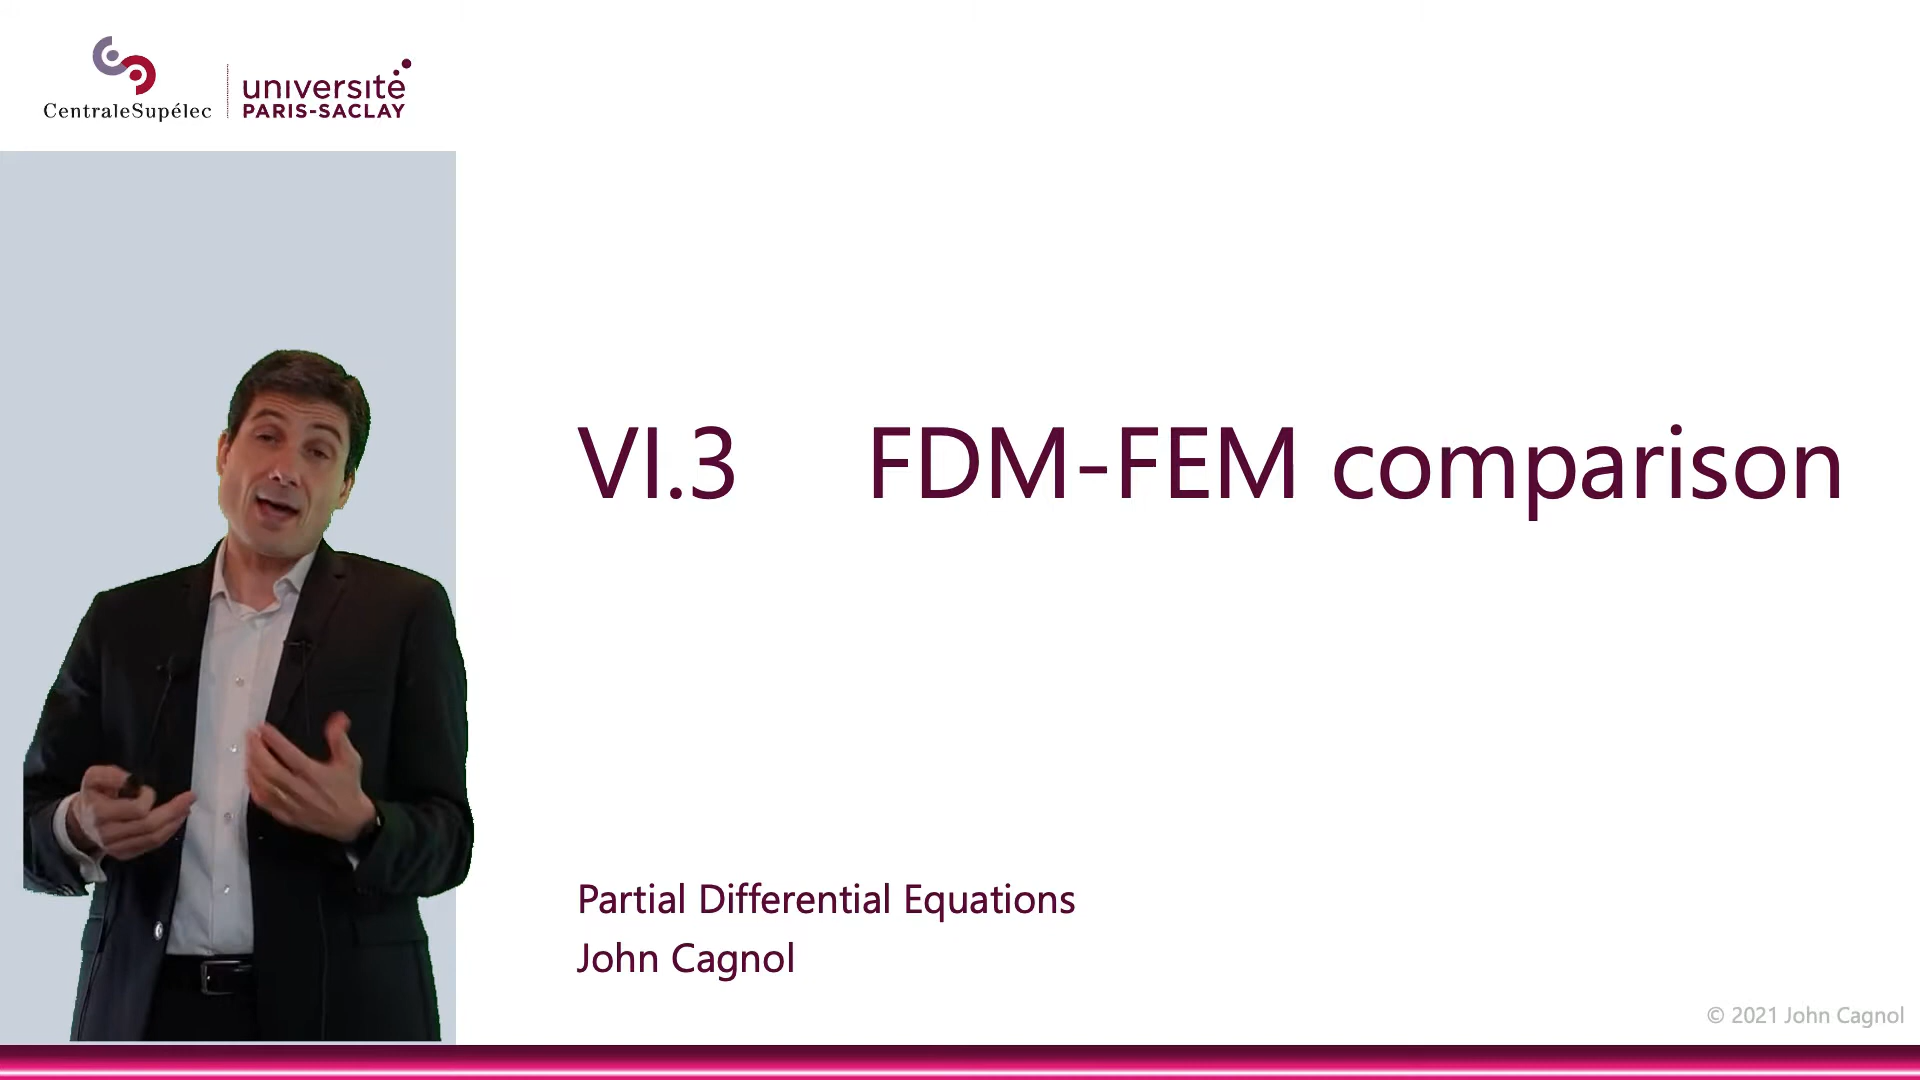 CentraleSupélec
université
PARIS-SACLAY
VI.3 FDM-FEM comparison
Partial Differential Equations
John Cagnol
© 2021 John Cagnol